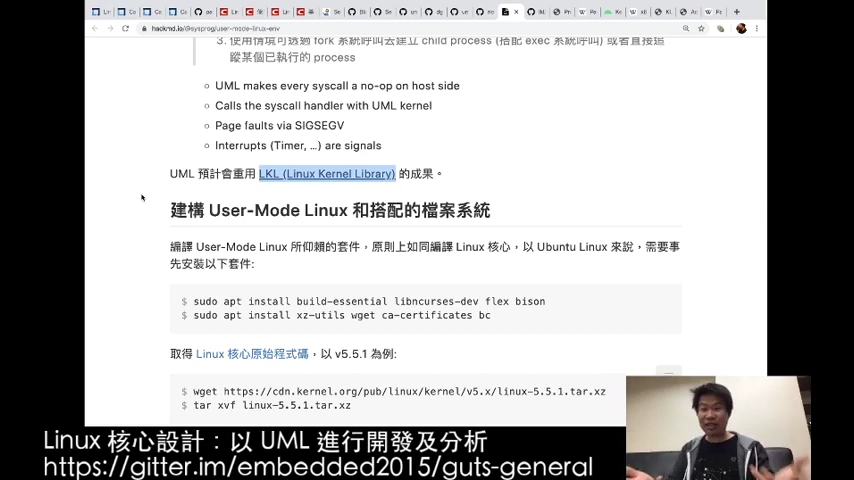 hackmd.io/@sysprog/user-mode-linux-env
3. 使用情境可透過 fork 系統呼叫去建立 child process (搭配 exec 系統呼叫) 或者直接追
蹤某個已執行的 process
UML makes every syscall a no-op on host side
Calls the syscall handler with UML kernel
Page faults via SIGSEGV
Interrupts (Timer, …) are signals
UML 預計會重用 LKL (Linux Kernel Library) 的成果。
建構 User-Mode Linux 和搭配的檔案系統
編譯 User-Mode Linux 所仰賴的套件，原則上如同編譯 Linux 核心，以 Ubuntu Linux 來說，需要事
先安裝以下套件:
$ sudo apt install build-essential libncurses-dev flex bison
$ sudo apt install xz-utils wget ca-certificates bc
取得 Linux 核心原始程式碼，以 v5.5.1 為例:
$ wget https://cdn.kernel.org/pub/linux/kernel/v5.x/linux-5.5.1.tar.xz
$ tar xvf linux-5.5.1.tar.xz
Linux 核心設計：以 UML 進行開發及分析
https://gitter.im/embedded2015/guts-general